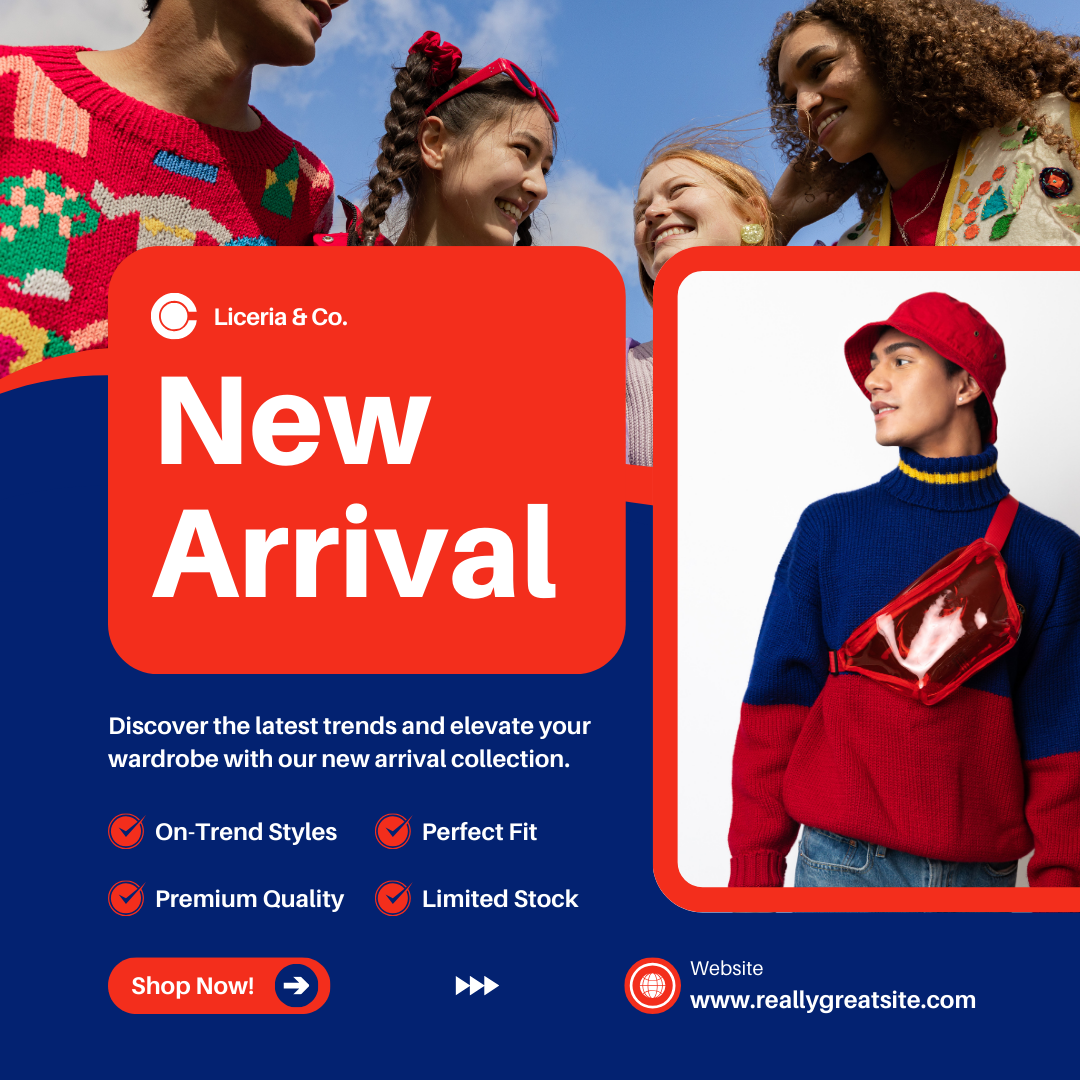 Liceria & Co.
New
Arrival
Discover the latest trends and elevate your
wardrobe with our new arrival collection.
On-Trend Styles
Perfect Fit
Premium Quality
Limited Stock
Shop Now!
Website
www.reallygreatsite.com